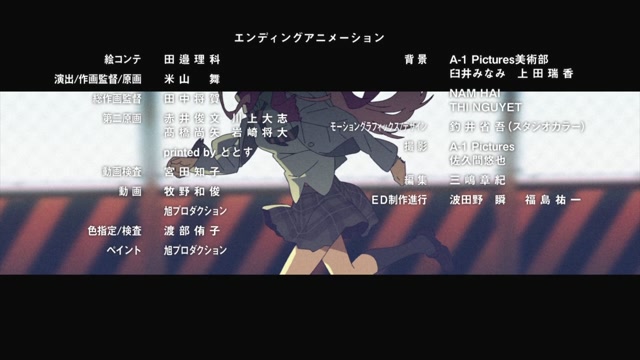 エンディングアニメーション
絵コンテ 田邉理科
演出/作画監督/原画 米山 舞
総作画監督 田中将賀
第二原画 赤井俊文 川上大志
髙橋尚矢 岩崎将大
printed by ととす
動画検査 宮田知子
動画 牧野和俊
旭プロダクション
色指定/検査 渡部侑子
ペイント 旭プロダクション
背景 A-1 Pictures美術部
臼井みなみ 上田瑞香
NAM HAI
THI NGUYET
モーショングラフィックス/デザイン 釣井省吾(スタジオカラー)
撮影 A-1 Pictures
佐久間悠也
編集 三嶋章紀
ED制作進行 波田野 瞬 福島祐一